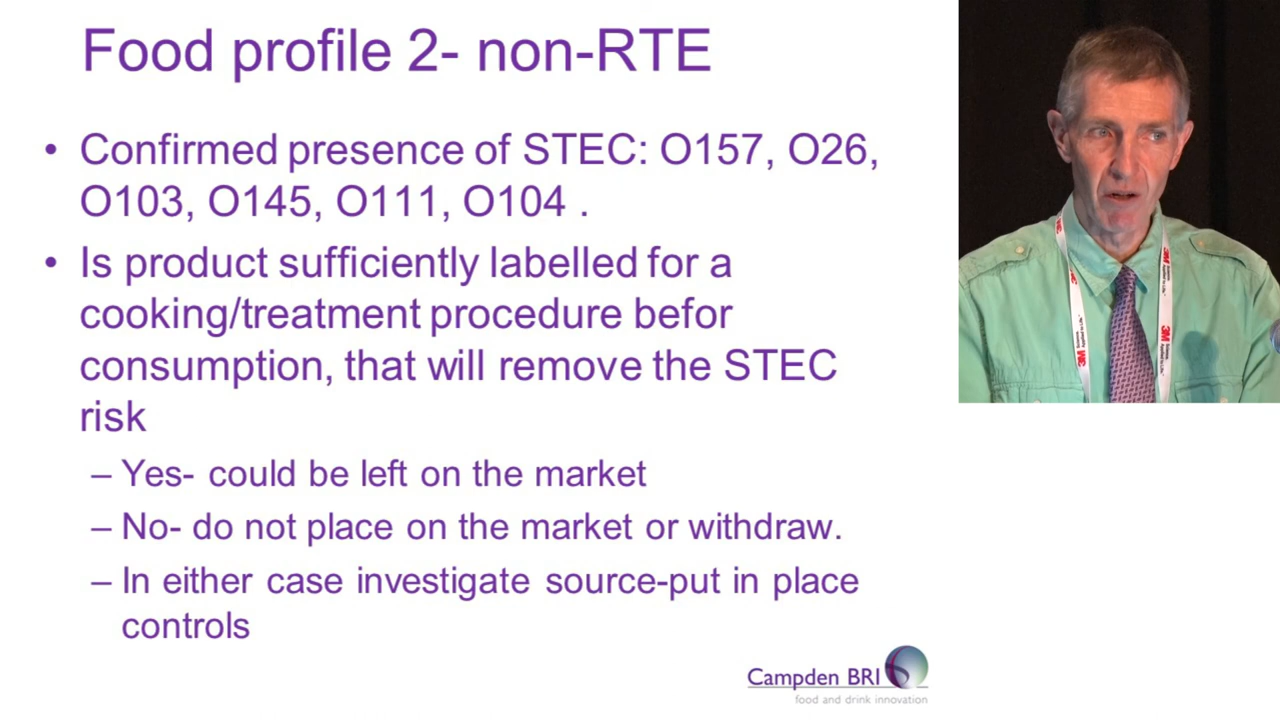 Food profile 2- non-RTE
• Confirmed presence of STEC: O157, O26,
O103, O145, O111, O104 .
• Is product sufficiently labelled for a
cooking/treatment procedure befor
consumption, that will remove the STEC
risk
– Yes- could be left on the market
– No- do not place on the market or withdraw.
– In either case investigate source-put in place
controls
Campden BRI
food and drink innovation
3M
3M
3M